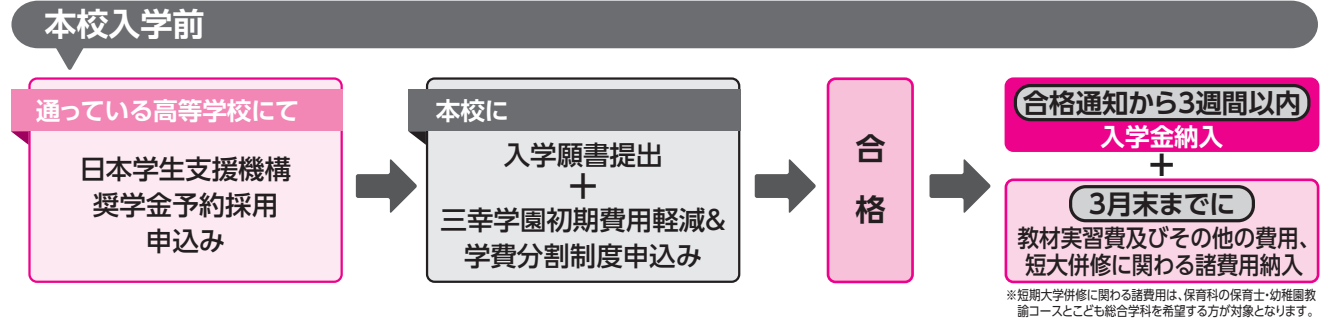 本校入学前
通っている高等学校にて
日本学生支援機構
奨学金予約採用
申込み
本校に
入学願書提出
+
三幸学園初期費用軽減&
学費分割制度申込み
合
格
合格通知から3週間以内
入学金納入
+
3月末までに
教材実習費及びその他の費用、
短大併修に関わる諸費用納入
※短期大学併修に関わる諸費用は、保育科の保育士・幼稚園教
諭コースとこども総合学科を希望する方が対象となります。